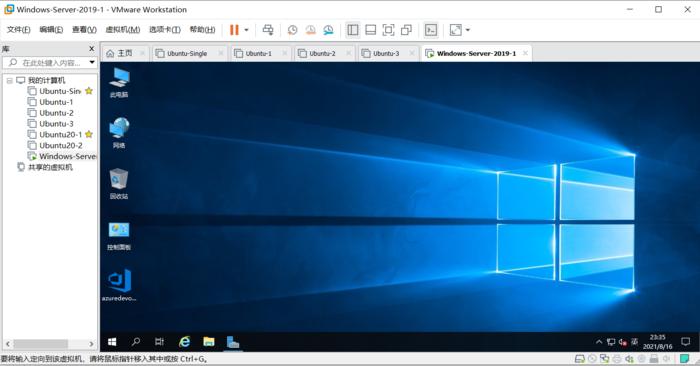 Windows-Server-2019-1 - VMware Workstation
文件(F) 编辑(E) 查看(V) 虚拟机(M) 选项卡(T) 帮助(H)
库
在此处键入内容...
我的计算机
Ubuntu-Sin
Ubuntu-1
Ubuntu-2
Ubuntu-3
Ubuntu20-1
Ubuntu20-2
Windows-Server
共享的虚拟机
主页 Ubuntu-Single Ubuntu-1 Ubuntu-2 Ubuntu-3 Windows-Server-2019-1
此电脑
网络
回收站
控制面板
azuredevo...
英
23:35
2021/8/16
要将输入定向到该虚拟机，请将鼠标指针移入其中或按 Ctrl+G。